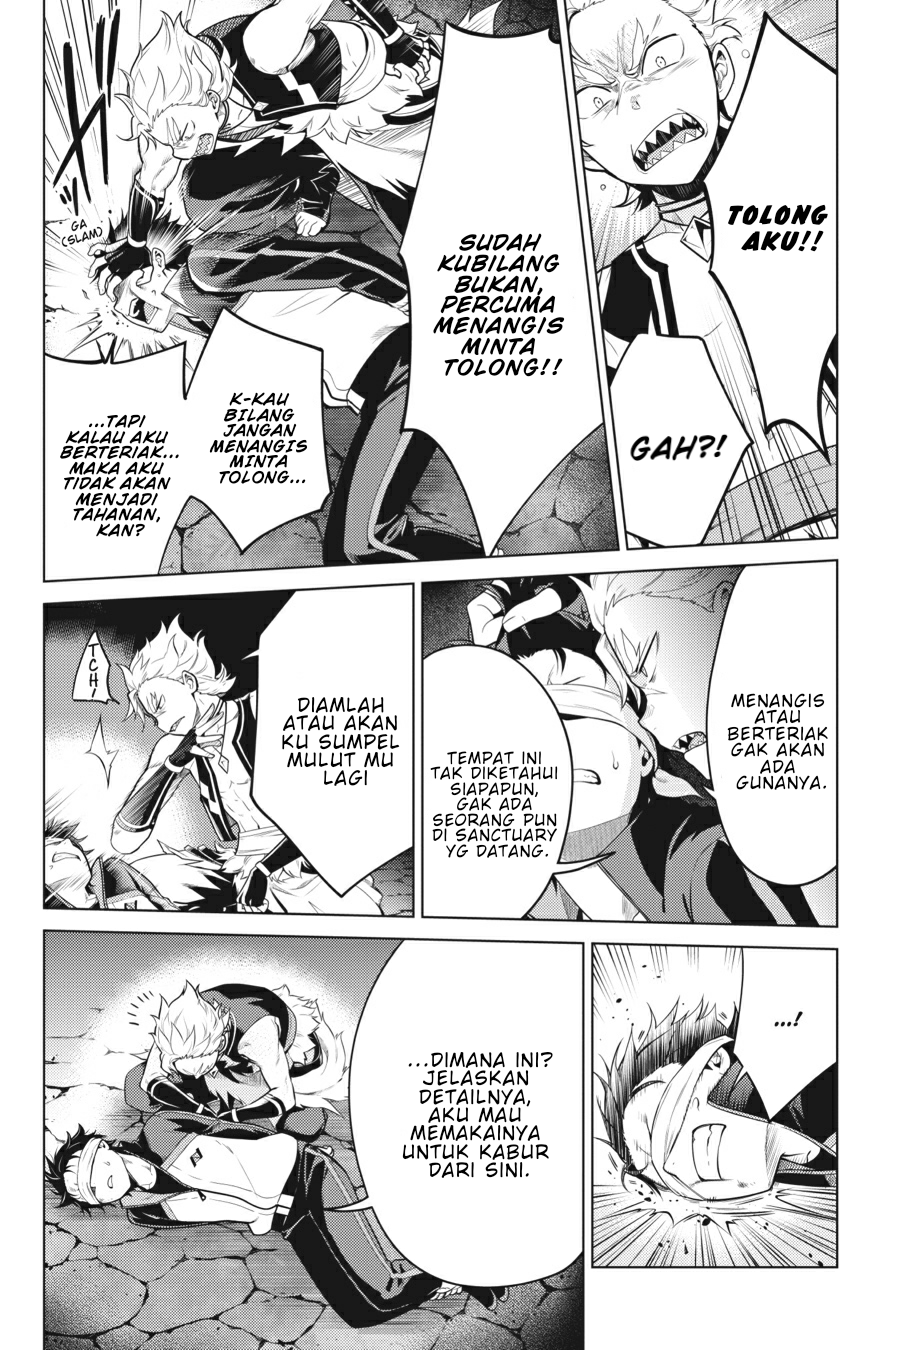 TOLONG
AKU!!
GAH?!
SUDAH
KUBILANG
BUKAN,
PERCUMA
MENANGIS
MINTA
TOLONG!!
GA
(SLAM)
K-KAU
BILANG
JANGAN
MENANGIS
MINTA
TOLONG...
...TAPI
KALAU AKU
BERTERIAK...
MAKA AKU
TIDAK AKAN
MENJADI
TAHANAN,
KAN?
MENANGIS
ATAU
BERTERIAK
GAK AKAN
ADA
GUNANYA.
TEMPAT INI
TAK DIKETAHUI
SIAPAPUN,
GAK ADA
SEORANG PUN
DI SANCTUARY
YG DATANG.
DIAMLAH
ATAU AKAN
KU SUMPEL
MULUT MU
LAGI
TCH!
...!
...DIMANA INI?
JELASKAN
DETAILNYA,
AKU MAU
MEMAKAINYA
UNTUK KABUR
DARI SINI.